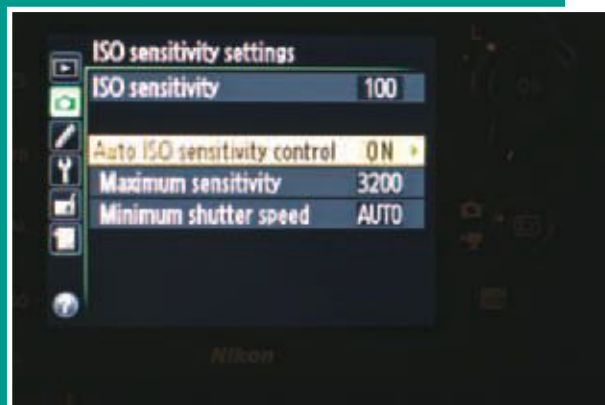 ISO sensitivity settings
ISO sensitivity 100
Auto ISO sensitivity control ON
Maximum sensitivity 3200
Minimum shutter speed AUTO
Nikon